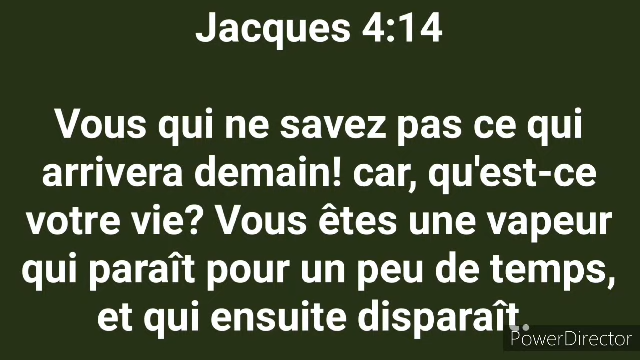 Jacques 4:14
Vous qui ne savez pas ce qui
arrivera demain! car, qu'est-ce
votre vie? Vous êtes une vapeur
qui paraît pour un peu de temps,
et qui ensuite disparaît.
PowerDirector